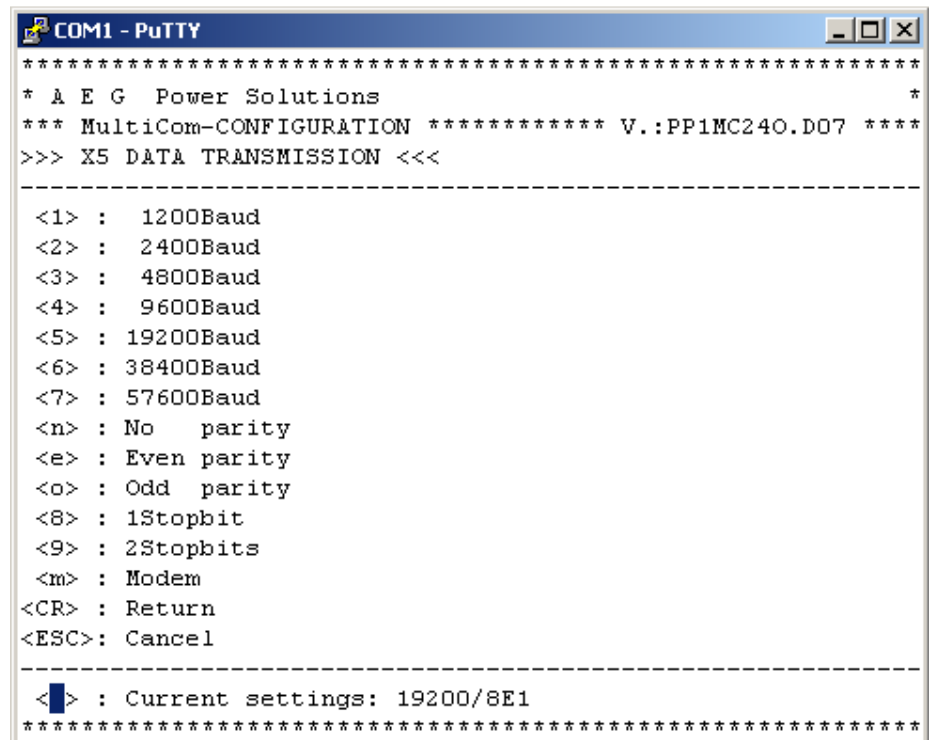 COM1 - PuTTY
*************************************************************
* A E G  Power Solutions                                    *
*** MultiCom-CONFIGURATION ************ V.:PP1MC24O.D07 ****
>>> X5 DATA TRANSMISSION <<<
-------------------------------------------------------------
<1> :  1200Baud
<2> :  2400Baud
<3> :  4800Baud
<4> :  9600Baud
<5> : 19200Baud
<6> : 38400Baud
<7> : 57600Baud
<n> : No   parity
<e> : Even parity
<o> : Odd  parity
<8> : 1Stopbit
<9> : 2Stopbits
<m> : Modem
<CR> : Return
<ESC>: Cancel
-------------------------------------------------------------
< > : Current settings: 19200/8E1
*************************************************************